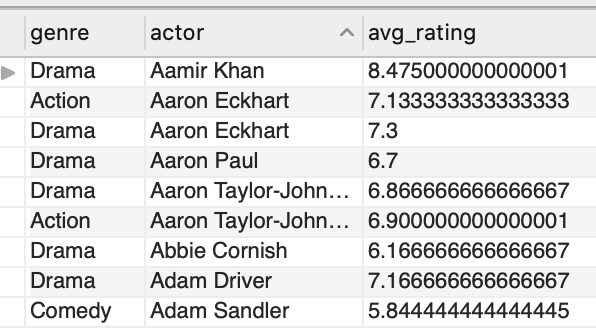 genre actor avg_rating
Drama Aamir Khan 8.475000000000001
Action Aaron Eckhart 7.133333333333333
Drama Aaron Eckhart 7.3
Drama Aaron Paul 6.7
Drama Aaron Taylor-John... 6.866666666666667
Action Aaron Taylor-John... 6.900000000000001
Drama Abbie Cornish 6.166666666666667
Drama Adam Driver 7.166666666666667
Comedy Adam Sandler 5.844444444444445